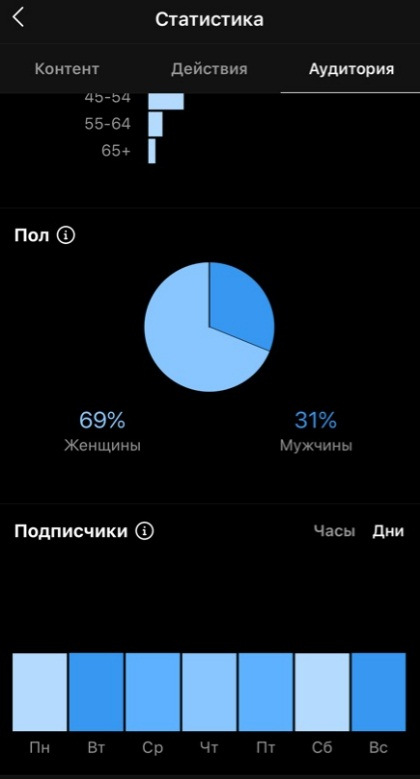 Статистика
Контент Действия Аудитория
45-54
55-64
65+
Пол
69% 31%
Женщины Мужчины
Подписчики Часы Дни
Пн Вт Ср Чт Пт Сб Вс